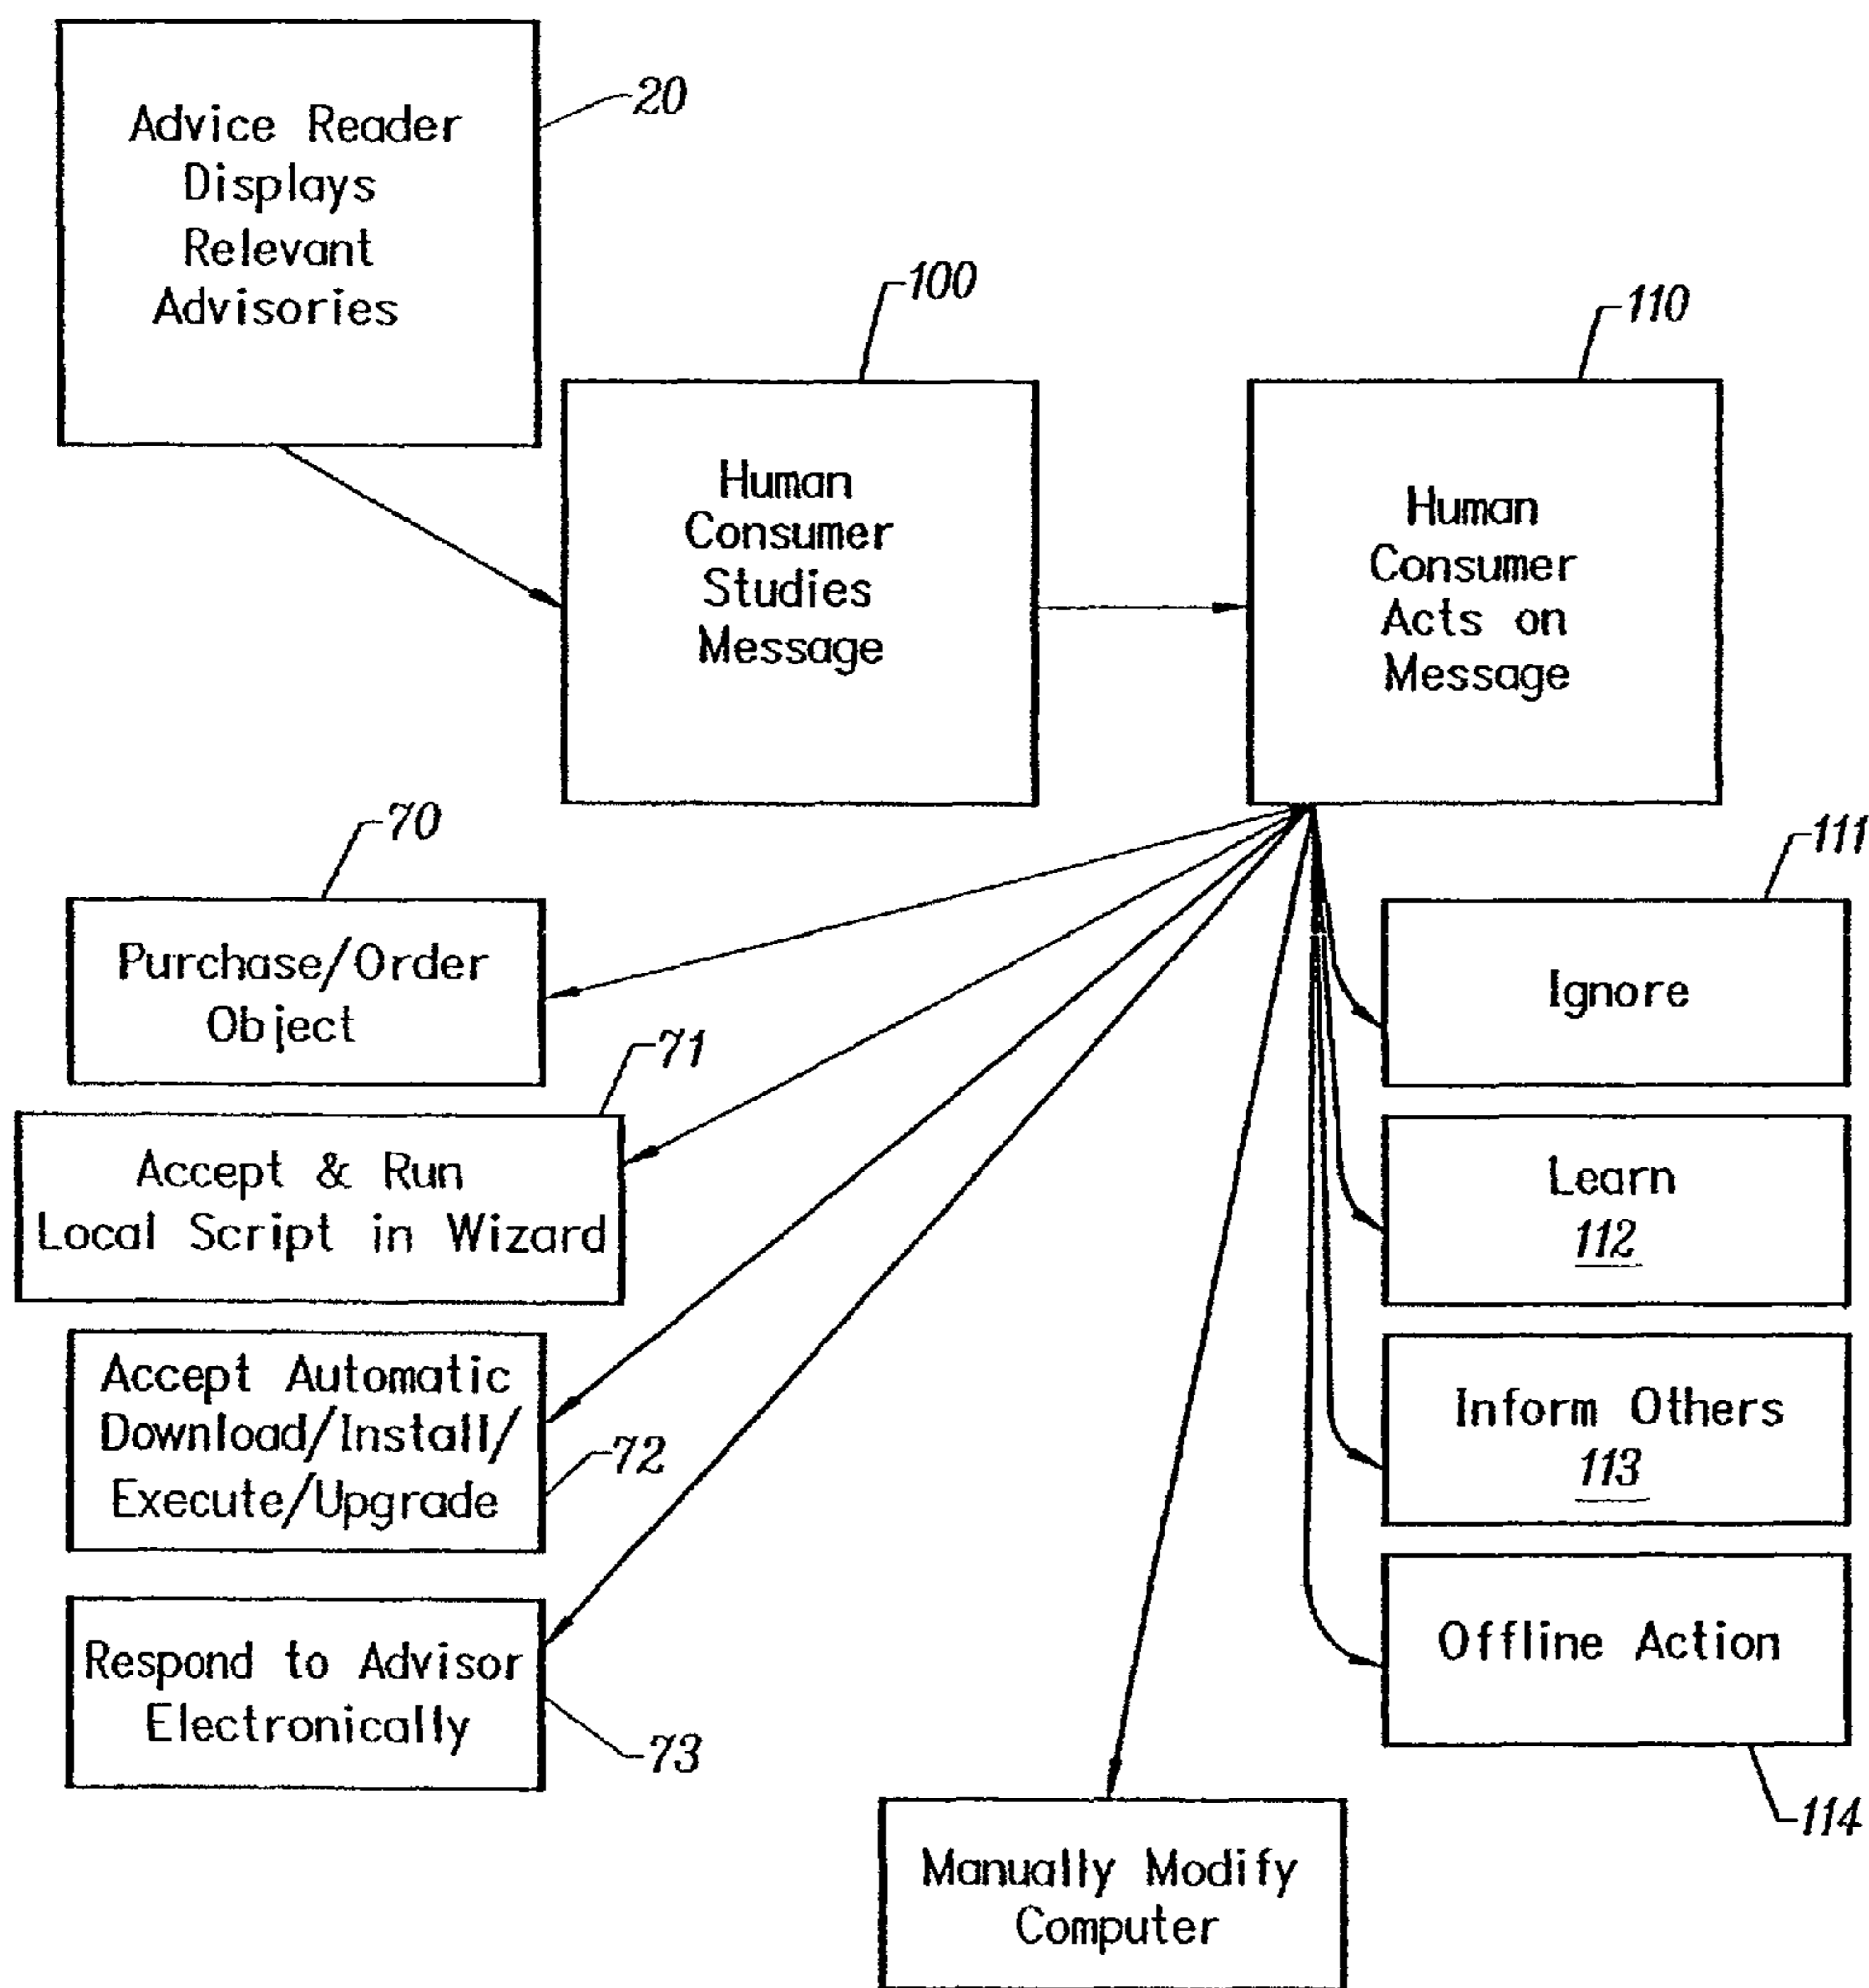 Advice Reader
Displays
Relevant
Advisories
20
Human
Consumer
Studies
Message
100
Human
Consumer
Acts on
Message
110
Purchase/Order
Object
70
Accept & Run
Local Script in Wizard
71
Accept Automatic
Download/Install/
Execute/Upgrade
72
Respond to Advisor
Electronically
73
Manually Modify
Computer
Ignore
111
Learn
112
Inform Others
113
Offline Action
114